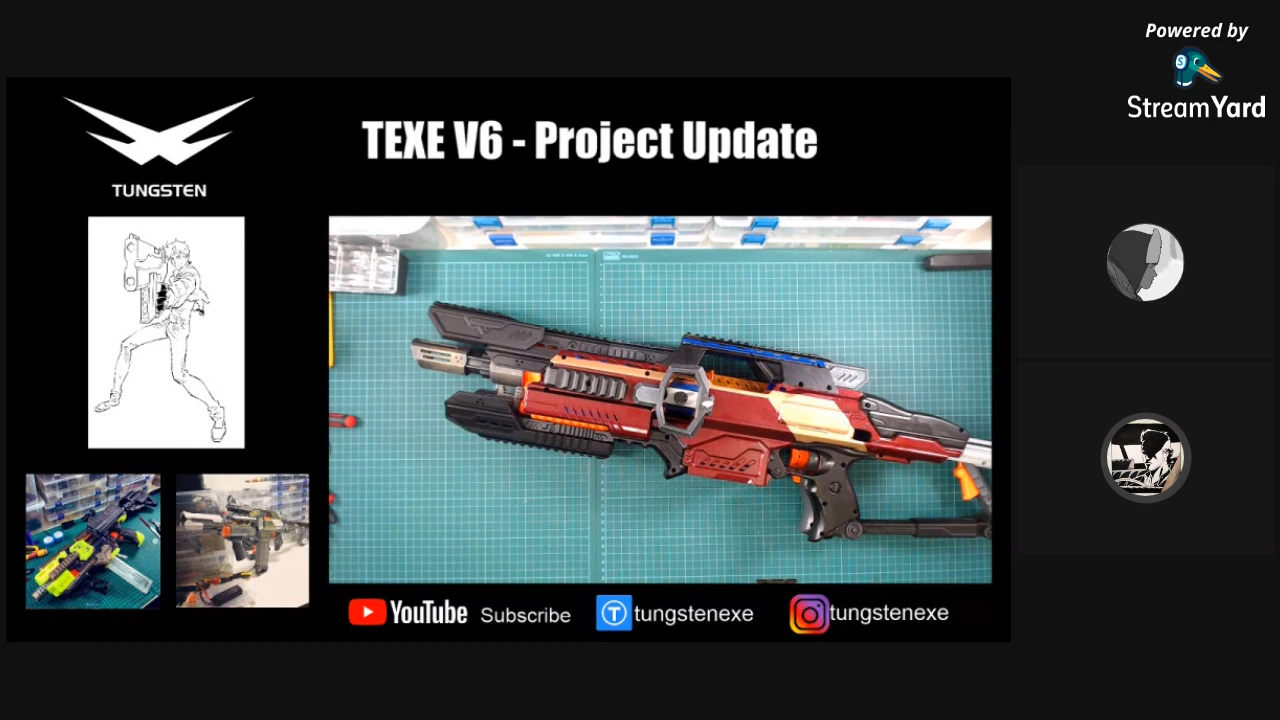 Powered by
StreamYard
TUNGSTEN
TEXE V6 - Project Update
YouTube Subscribe
tungstenexe
tungstenexe